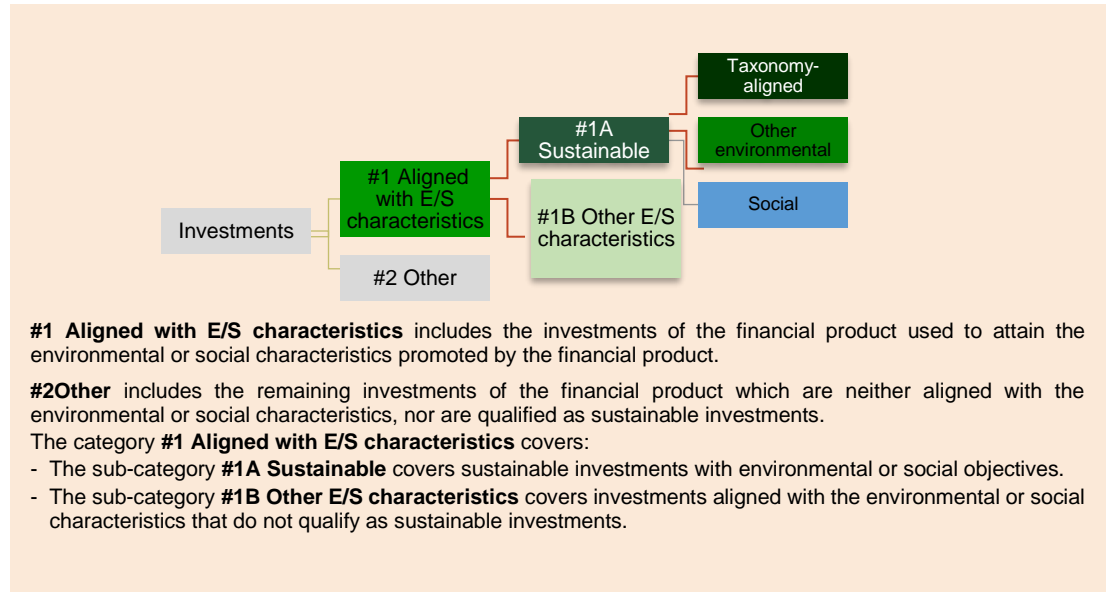 Taxonomy-
aligned
#1A
Sustainable
Other
environmental
#1 Aligned
with E/S
characteristics
Social
#1B Other E/S
characteristics
Investments
#2 Other
#1 Aligned with E/S characteristics includes the investments of the financial product used to attain the
environmental or social characteristics promoted by the financial product.
#2Other includes the remaining investments of the financial product which are neither aligned with the
environmental or social characteristics, nor are qualified as sustainable investments.
The category #1 Aligned with E/S characteristics covers:
- The sub-category #1A Sustainable covers sustainable investments with environmental or social objectives.
- The sub-category #1B Other E/S characteristics covers investments aligned with the environmental or social
characteristics that do not qualify as sustainable investments.